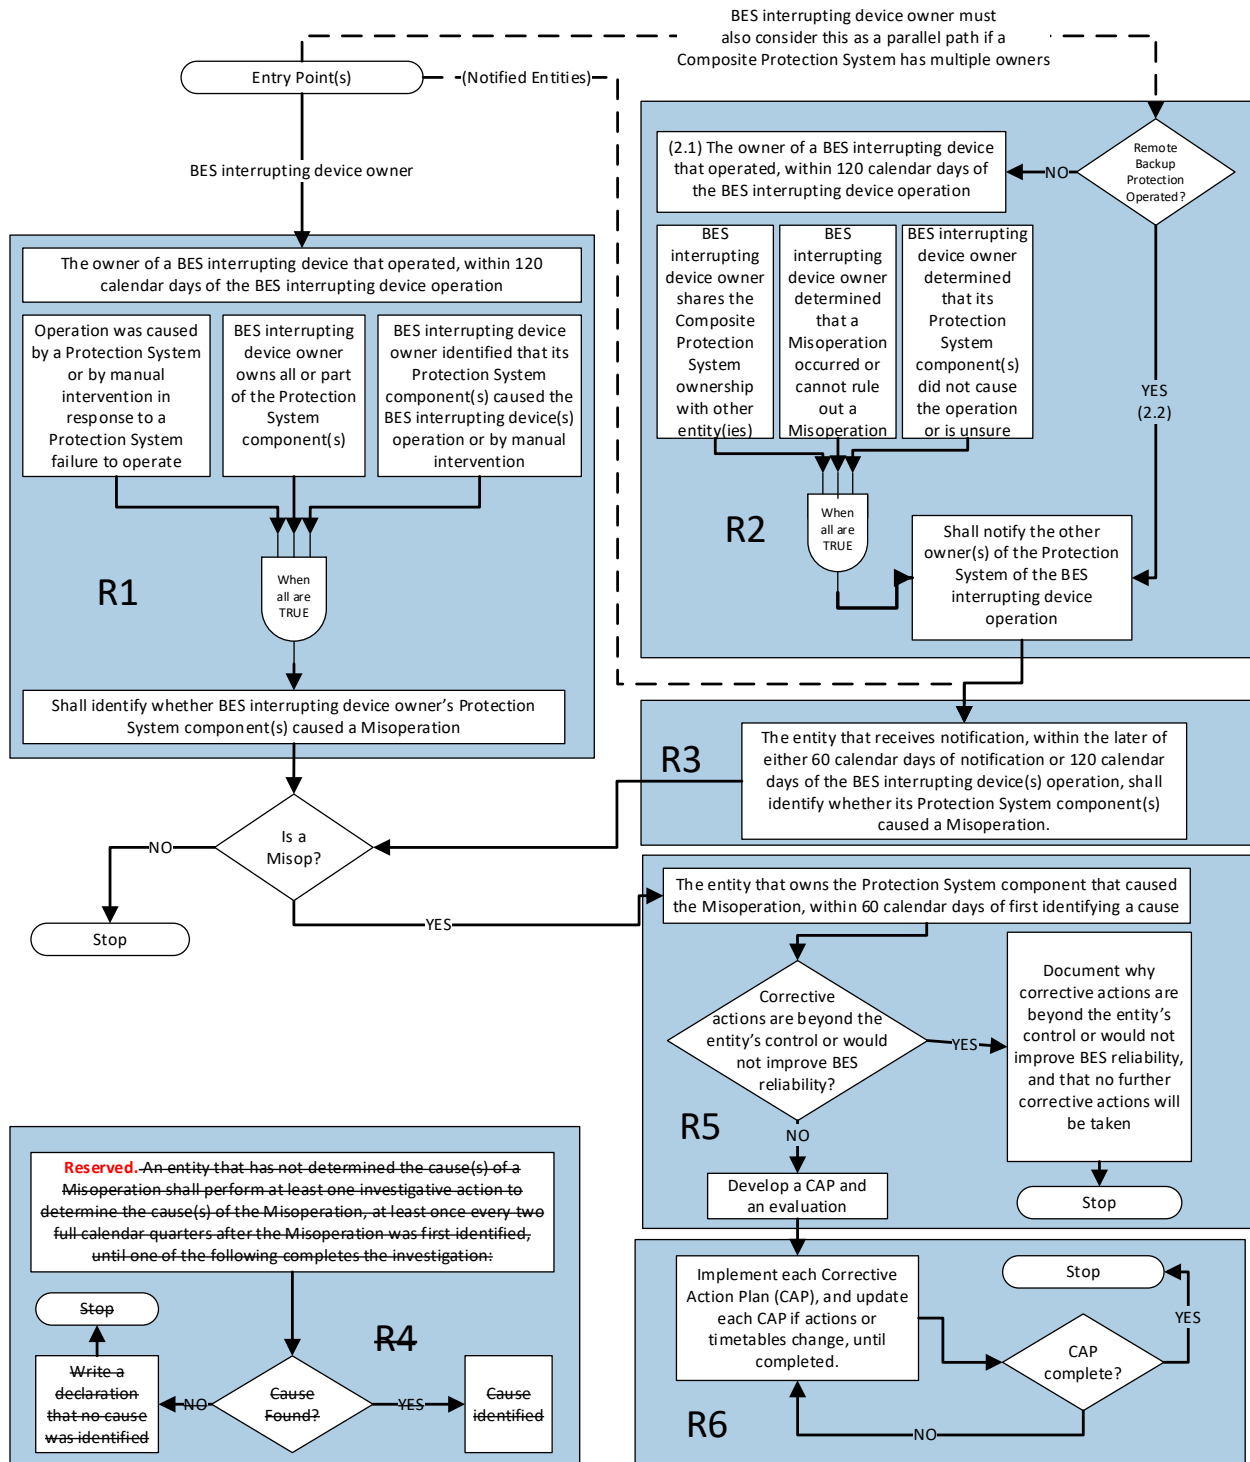 BES interrupting device owner must
also consider this as a parallel path if a
Composite Protection System has multiple owners
Entry Point(s)
(Notified Entities)
BES interrupting device owner
Remote
Backup
Protection
Operated?
NO
(2.1) The owner of a BES interrupting device
that operated, within 120 calendar days of
the BES interrupting device operation
BES
interrupting
device owner
shares the
Composite
Protection
System
ownership
with other
entity(ies)
BES
interrupting
device owner
determined
that a
Misoperation
occurred or
cannot rule
out a
Misoperation
BES interrupting
device owner
determined
that its
Protection
System
component(s)
did not cause
the operation
or is unsure
YES
(2.2)
R2
When
all are
TRUE
Shall notify the other
owner(s) of the Protection
System of the BES
interrupting device
operation
The owner of a BES interrupting device that operated, within 120
calendar days of the BES interrupting device operation
Operation was caused
by a Protection System
or by manual
intervention in
response to a
Protection System
failure to operate
BES interrupting
device owner
owns all or part
of the Protection
System
component(s)
BES interrupting device
owner identified that its
Protection System
component(s) caused the
BES interrupting device(s)
operation or by manual
intervention
R1
When
all are
TRUE
Shall identify whether BES interrupting device owner's Protection
System component(s) caused a Misoperation
R3
The entity that receives notification, within the later of
either 60 calendar days of notification or 120 calendar
days of the BES interrupting device(s) operation, shall
identify whether its Protection System component(s)
caused a Misoperation.
Is a
Misop?
NO
Stop
YES
The entity that owns the Protection System component that caused
the Misoperation, within 60 calendar days of first identifying a cause
Corrective
actions are beyond the
entity's control or would
not improve BES
reliability?
YES
Document why
corrective actions are
beyond the entity's
control or would not
improve BES reliability,
and that no further
corrective actions will
be taken
R5
NO
Develop a CAP and
an evaluation
Stop
Reserved. An entity that has not determined the cause(s) of a
Misoperation shall perform at least one investigative action to
determine the cause(s) of the Misoperation, at least once every two
full calendar quarters after the Misoperation was first identified,
until one of the following completes the investigation:
Stop
R4
Write a
declaration
that no cause
was identified
NO
Cause
Found?
YES
Cause
identified
Implement each Corrective
Action Plan (CAP), and update
each CAP if actions or
timetables change, until
completed.
Stop
YES
CAP
complete?
R6
NO